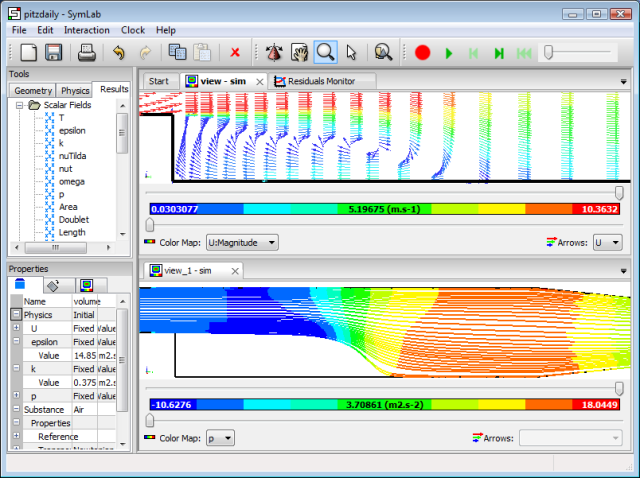 pitzdaily - SymLab
File Edit Interaction Clock Help
Tools
Geometry Physics Results
Scalar Fields
T
epsilon
k
nuTilda
nut
omega
p
Area
Doublet
Length
Start view - sim Residuals Monitor
0.0303077 5.19675 (m.s-1) 10.3632
Color Map: U:Magnitude Arrows: U
Properties
Name volume
Physics Initial
U Fixed Value
epsilon Fixed Value
Value 14.85 m2.s
k Fixed Value
Value 0.375 m2.s
p Fixed Value
Substance Air
Properties
Reference
view_1 - sim
-10.6276 3.70861 (m2.s-2) 18.0449
Color Map: p Arrows: